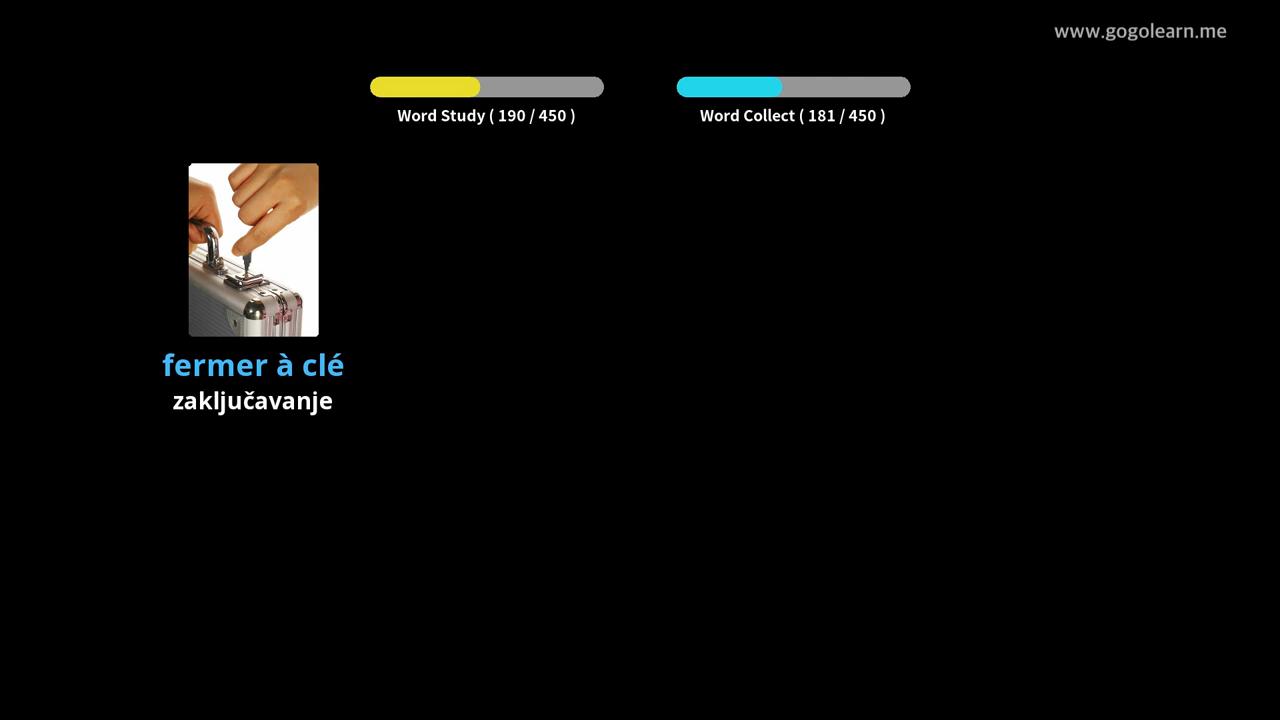 www.gogolearn.me
Word Study ( 190 / 450 )
Word Collect ( 181 / 450 )
fermer à clé
zaključavanje